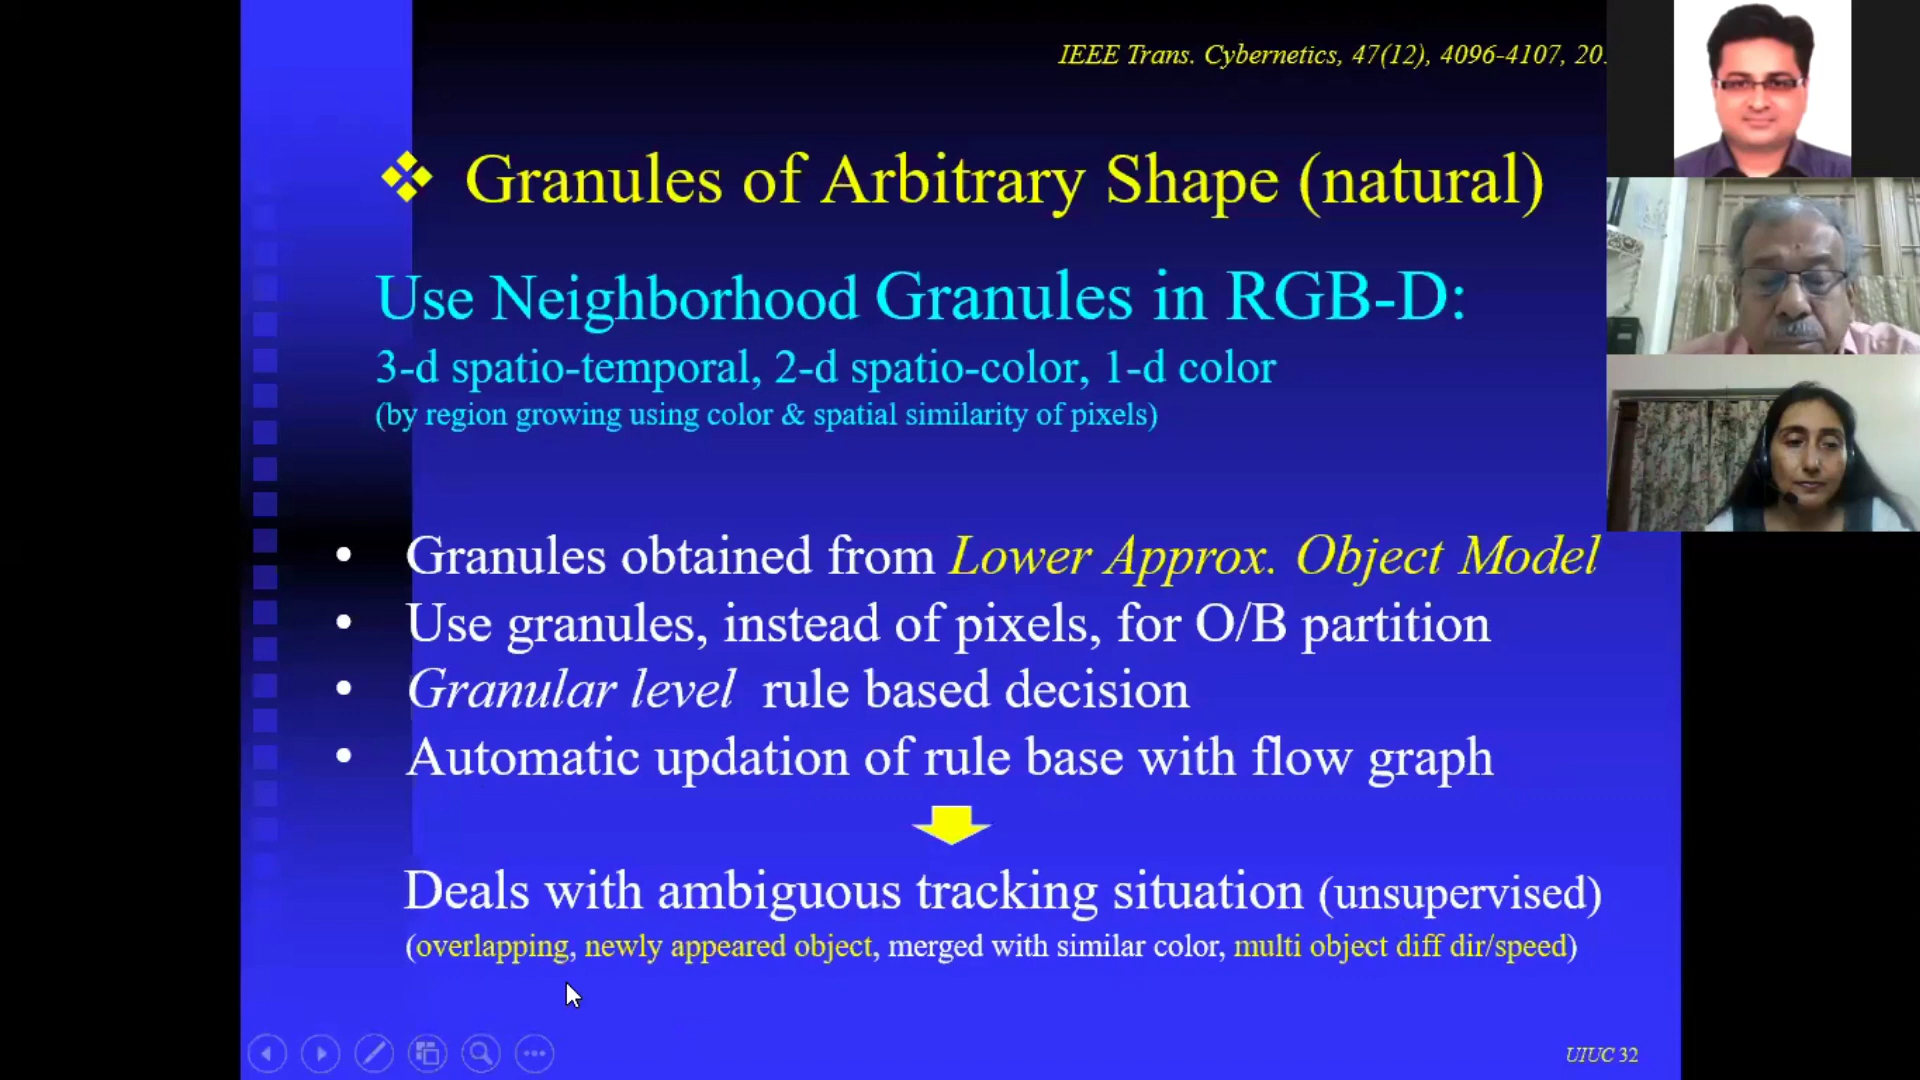 IEEE Trans. Cybernetics, 47(12), 4096-4107, 20
Granules of Arbitrary Shape (natural)
Use Neighborhood Granules in RGB-D:
3-d spatio-temporal, 2-d spatio-color, 1-d color
(by region growing using color & spatial similarity of pixels)
• Granules obtained from Lower Approx. Object Model
• Use granules, instead of pixels, for O/B partition
• Granular level rule based decision
• Automatic updation of rule base with flow graph
Deals with ambiguous tracking situation (unsupervised)
(overlapping, newly appeared object, merged with similar color, multi object diff dir/speed)
UIUC 32